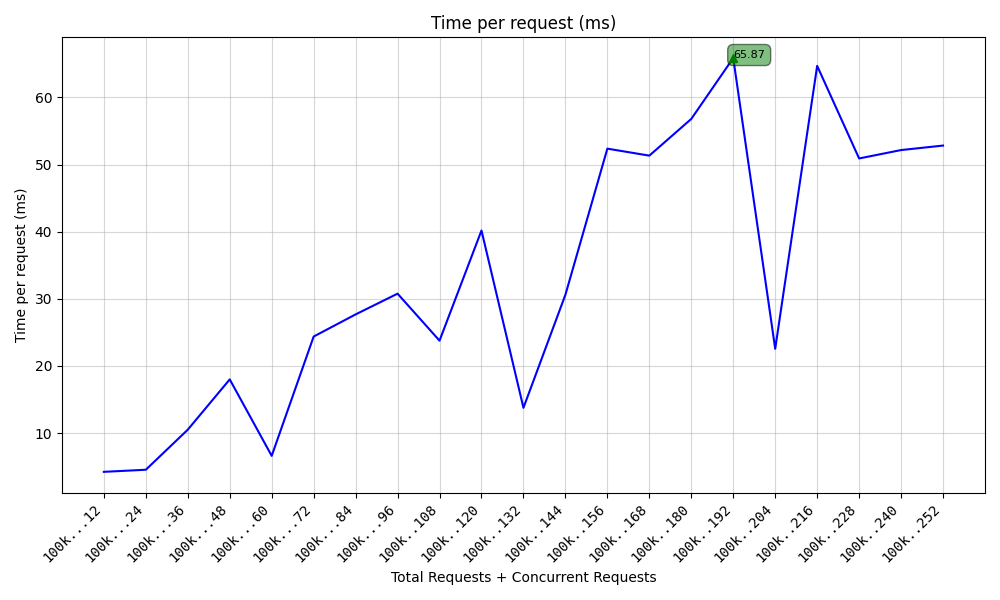 Time per request (ms)
65.87
Time per request (ms)
60
50
40
30
20
10
100k...12
100k...24
100k...36
100k...48
100k...60
100k...72
100k...84
100k...96
100k..108
100k..120
100k..132
100k..144
100k..156
100k..168
100k..180
100k..192
100k..204
100k..216
100k..228
100k..240
100k..252
Total Requests + Concurrent Requests